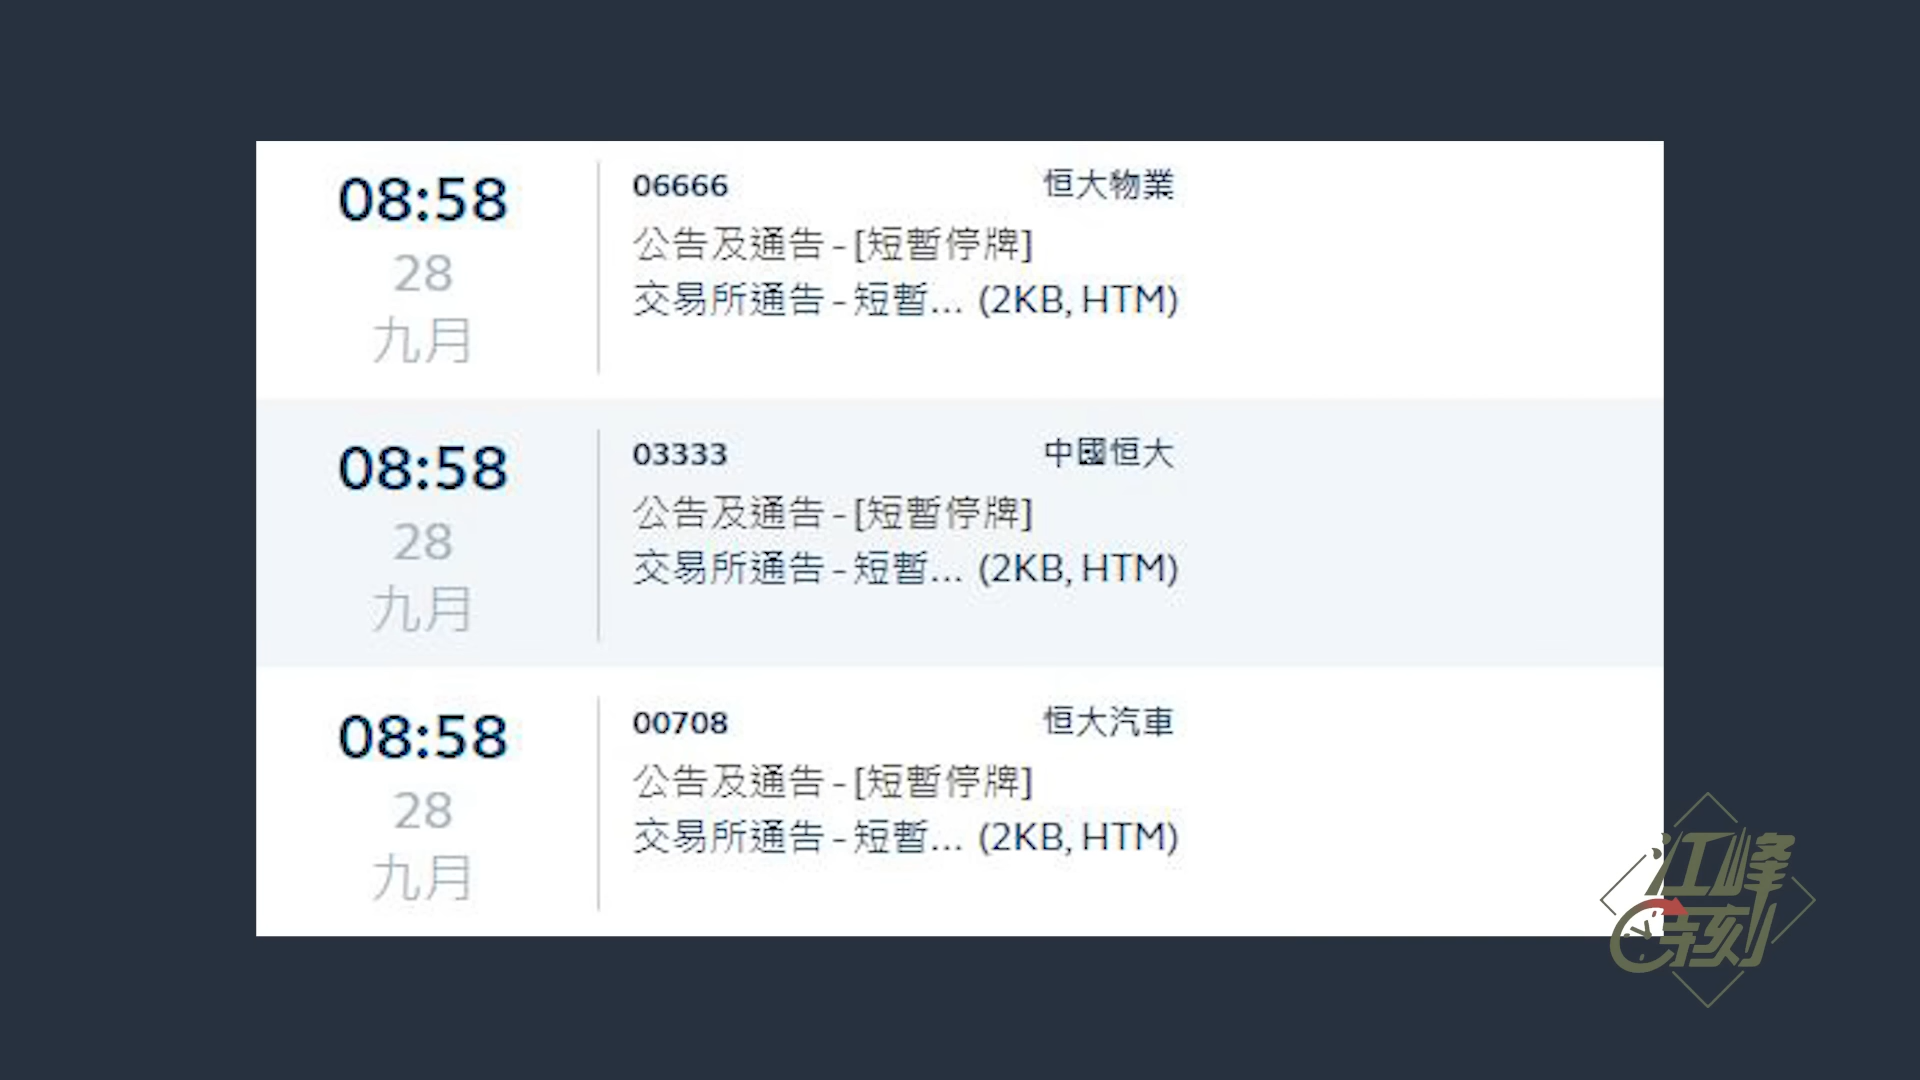 08:58
28
九月
06666 恒大物業
公告及通告 - [短暫停牌]
交易所通告 - 短暫... (2KB, HTM)
08:58
28
九月
03333 中國恒大
公告及通告 - [短暫停牌]
交易所通告 - 短暫... (2KB, HTM)
08:58
28
九月
00708 恒大汽車
公告及通告 - [短暫停牌]
交易所通告 - 短暫... (2KB, HTM)
江峰
時刻